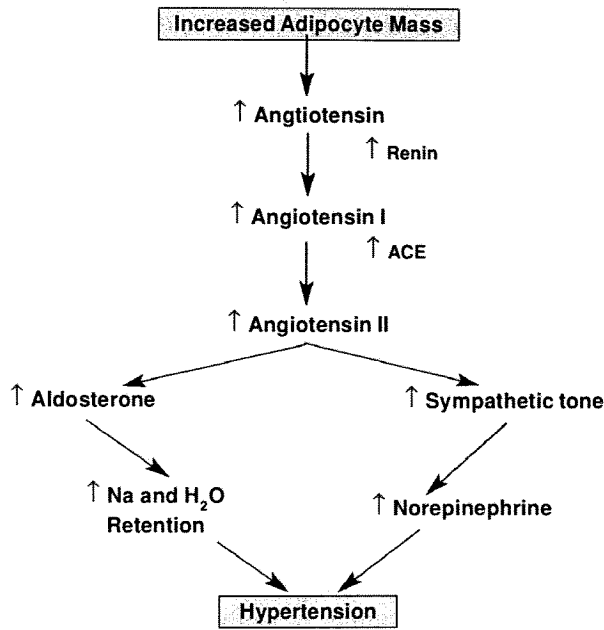 Increased Adipocyte Mass
↑ Angtiotensin
↑ Renin
↑ Angiotensin I
↑ ACE
↑ Angiotensin II
↑ Aldosterone
↑ Sympathetic tone
↑ Na and H₂O
Retention
↑ Norepinephrine
Hypertension